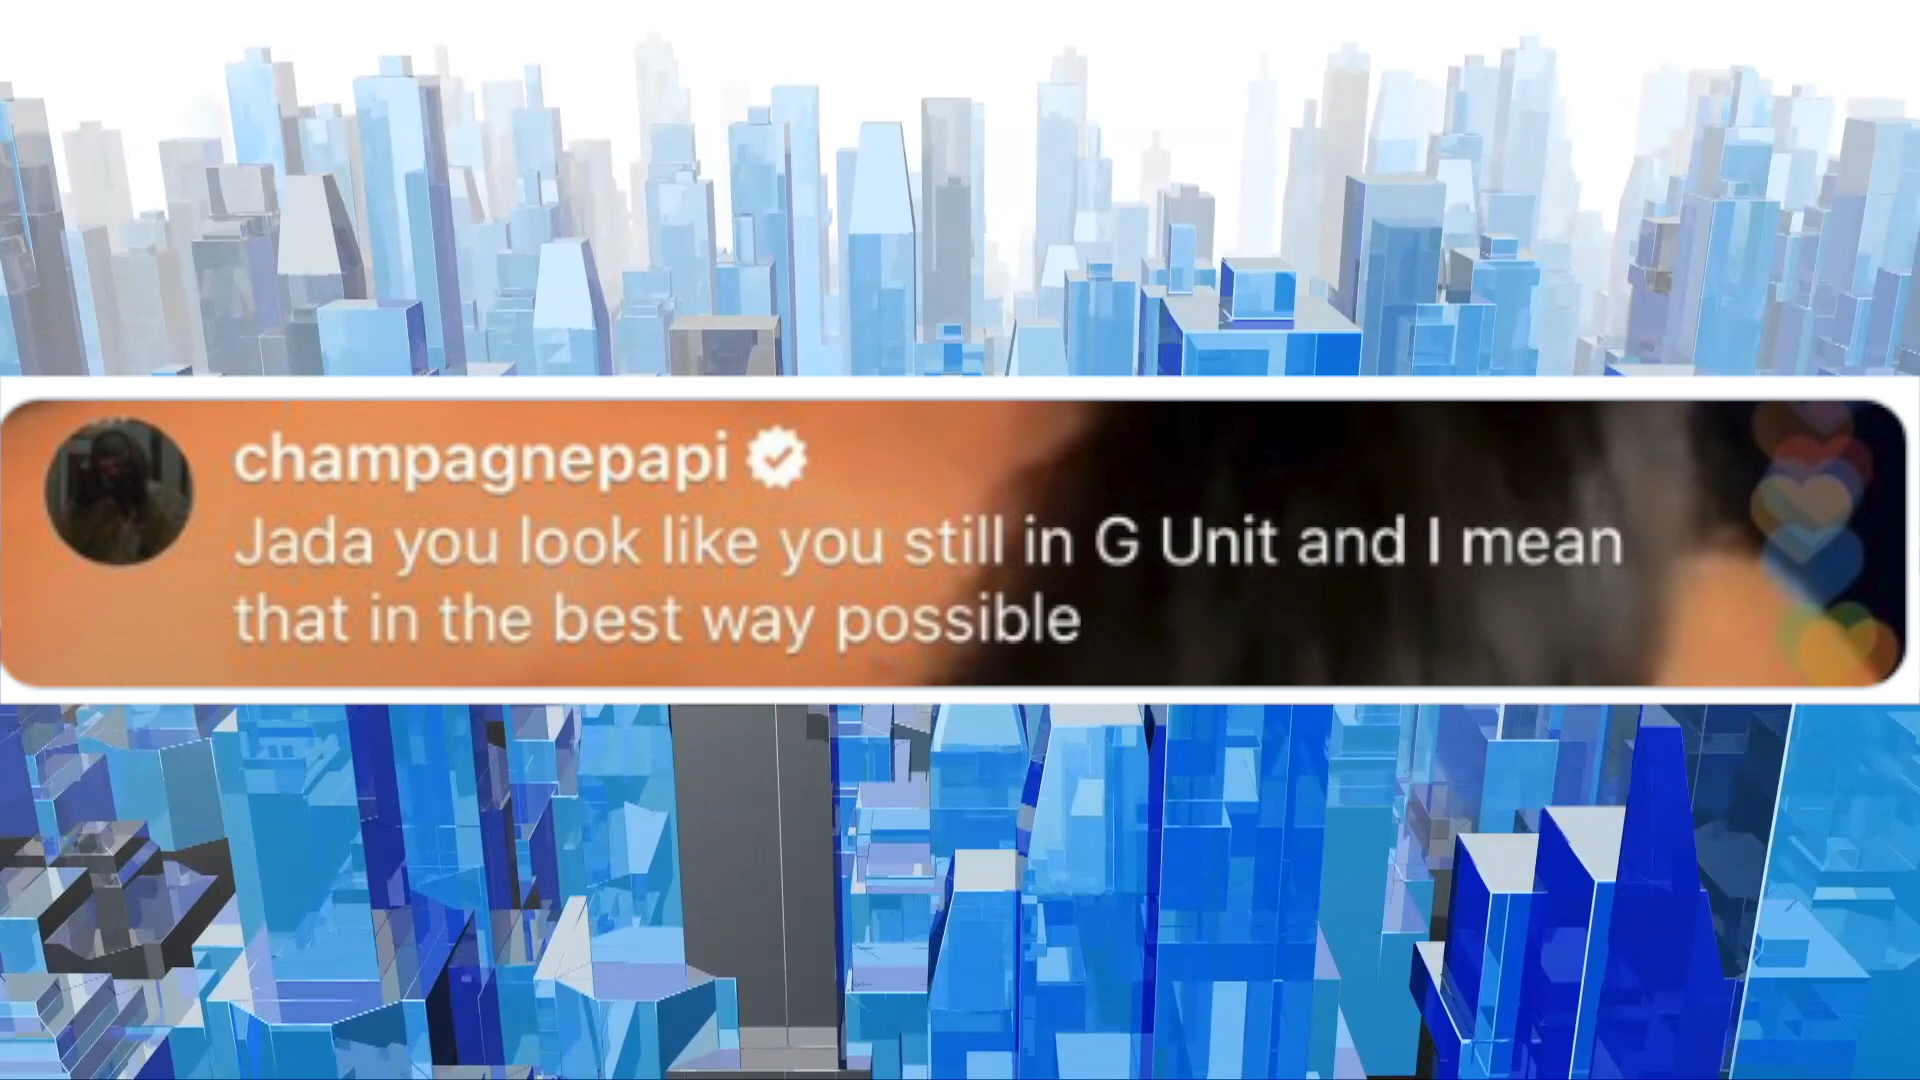 champagnepapi
Jada you look like you still in G Unit and I mean
that in the best way possible